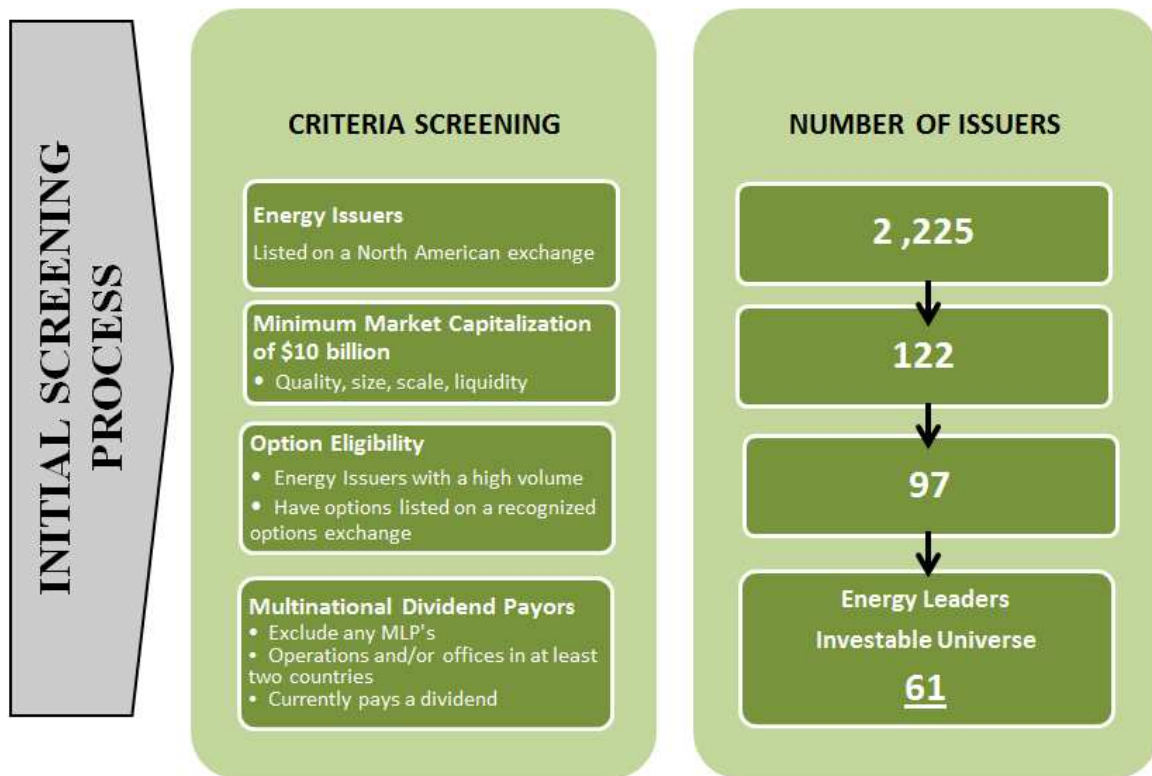 INITIAL SCREENING
PROCESS
CRITERIA SCREENING
Energy Issuers
Listed on a North American exchange
Minimum Market Capitalization
of $10 billion
• Quality, size, scale, liquidity
Option Eligibility
• Energy Issuers with a high volume
• Have options listed on a recognized
options exchange
Multinational Dividend Payors
• Exclude any MLP's
• Operations and/or offices in at least
two countries
• Currently pays a dividend
NUMBER OF ISSUERS
2 ,225
122
97
Energy Leaders
Investable Universe
61